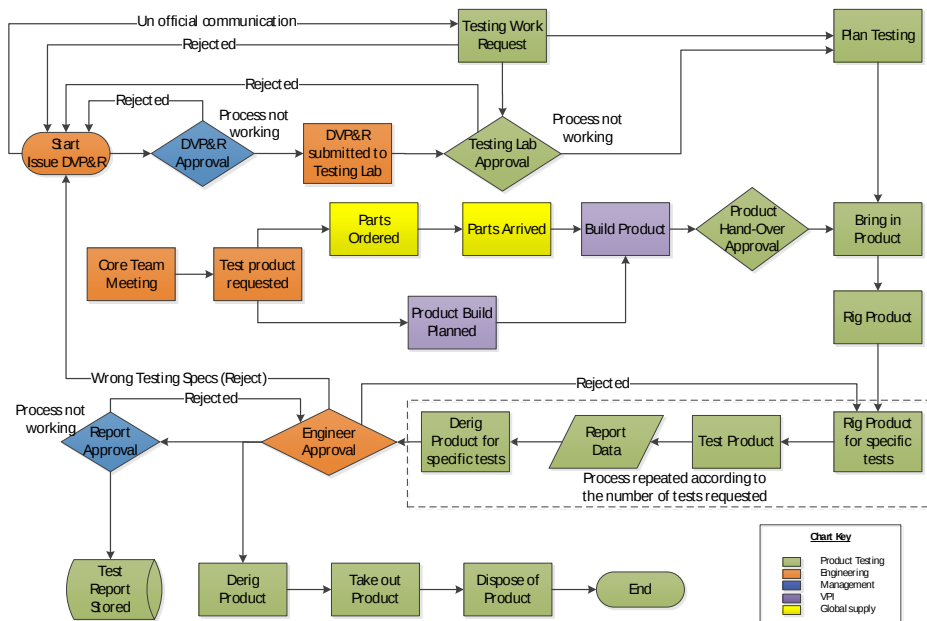 Un official communication
Testing Work
Request
Plan Testing
Rejected
Rejected
Rejected
Process not
working
Process not
working
Start
Issue DVP&R
DVP&R
Approval
DVP&R
submitted to
Testing Lab
Testing Lab
Approval
Parts
Ordered
Parts Arrived
Build Product
Product
Hand-Over
Approval
Bring in
Product
Core Team
Meeting
Test product
requested
Product Build
Planned
Rig Product
Wrong Testing Specs (Reject)
Rejected
Rejected
Process not
working
Report
Approval
Engineer
Approval
Derig
Product for
specific tests
Report
Data
Test Product
Rig Product
for specific
tests
Process repeated according to
the number of tests requested
Test
Report
Stored
Derig
Product
Take out
Product
Dispose of
Product
End
Chart Key
Product Testing
Engineering
Management
VPI
Global supply